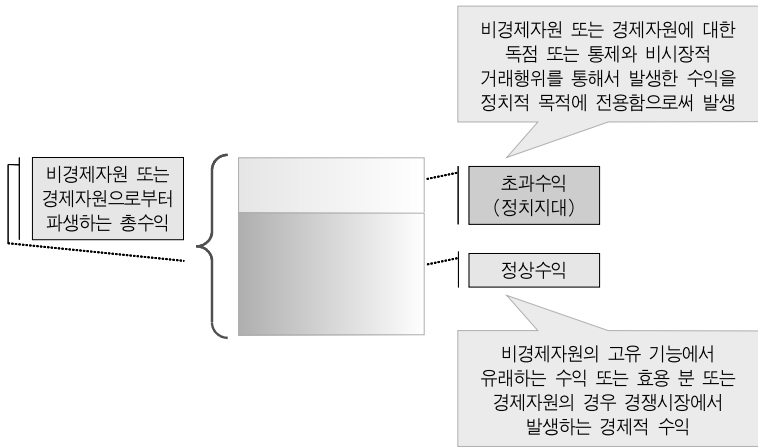 비경제자원 또는 경제자원에 대한
독점 또는 통제와 비시장적
거래행위를 통해서 발생한 수익을
정치적 목적에 전용함으로써 발생
비경제자원 또는
경제자원으로부터
파생하는 총수익
초과수익
(정치지대)
정상수익
비경제자원의 고유 기능에서
유래하는 수익 또는 효용 분 또는
경제자원의 경우 경쟁시장에서
발생하는 경제적 수익